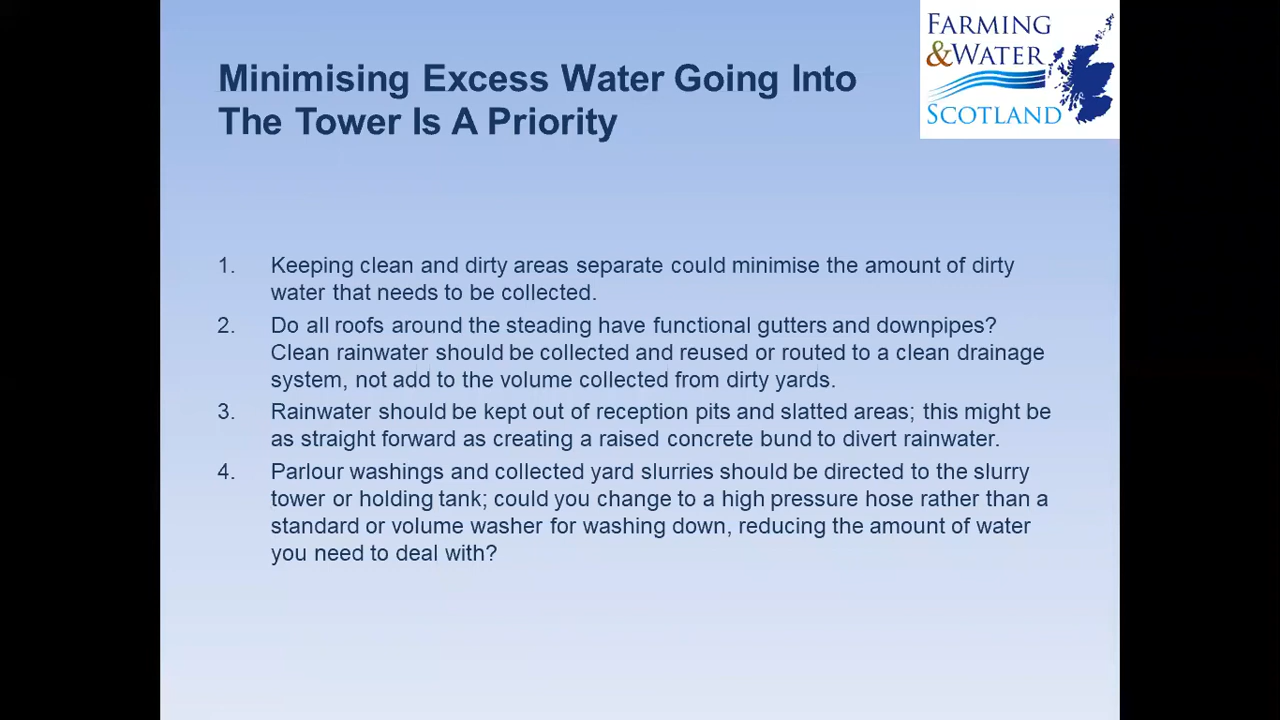 Minimising Excess Water Going Into
The Tower Is A Priority
FARMING
&WATER
SCOTLAND
1. Keeping clean and dirty areas separate could minimise the amount of dirty
water that needs to be collected.
2. Do all roofs around the steading have functional gutters and downpipes?
Clean rainwater should be collected and reused or routed to a clean drainage
system, not add to the volume collected from dirty yards.
3. Rainwater should be kept out of reception pits and slatted areas; this might be
as straight forward as creating a raised concrete bund to divert rainwater.
4. Parlour washings and collected yard slurries should be directed to the slurry
tower or holding tank; could you change to a high pressure hose rather than a
standard or volume washer for washing down, reducing the amount of water
you need to deal with?